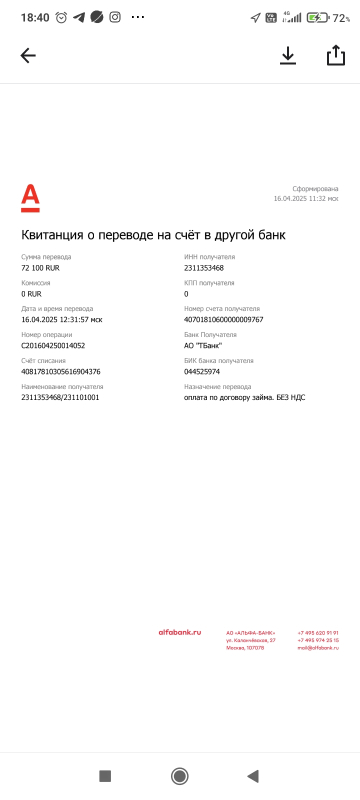 18:40
4G
72%
A
Сформирована
16.04.2025 11:32 мск
Квитанция о переводе на счёт в другой банк
Сумма перевода
72 100 RUR
Комиссия
0 RUR
Дата и время перевода
16.04.2025 12:31:57 мск
Номер операции
C201604250014052
Счёт списания
40817810305616904376
Наименование получателя
2311353468/231101001
ИНН получателя
2311353468
КПП получателя
0
Номер счета получателя
40701810600000009767
Банк Получателя
АО "ТБанк"
БИК банка получателя
044525974
Назначение перевода
оплата по договору займа. БЕЗ НДС
alfabank.ru
АО «АЛЬФА-БАНК»
ул. Каланчёвская, 27
Москва, 107078
+7 495 620 91 91
+7 495 974 25 15
mail@alfabank.ru